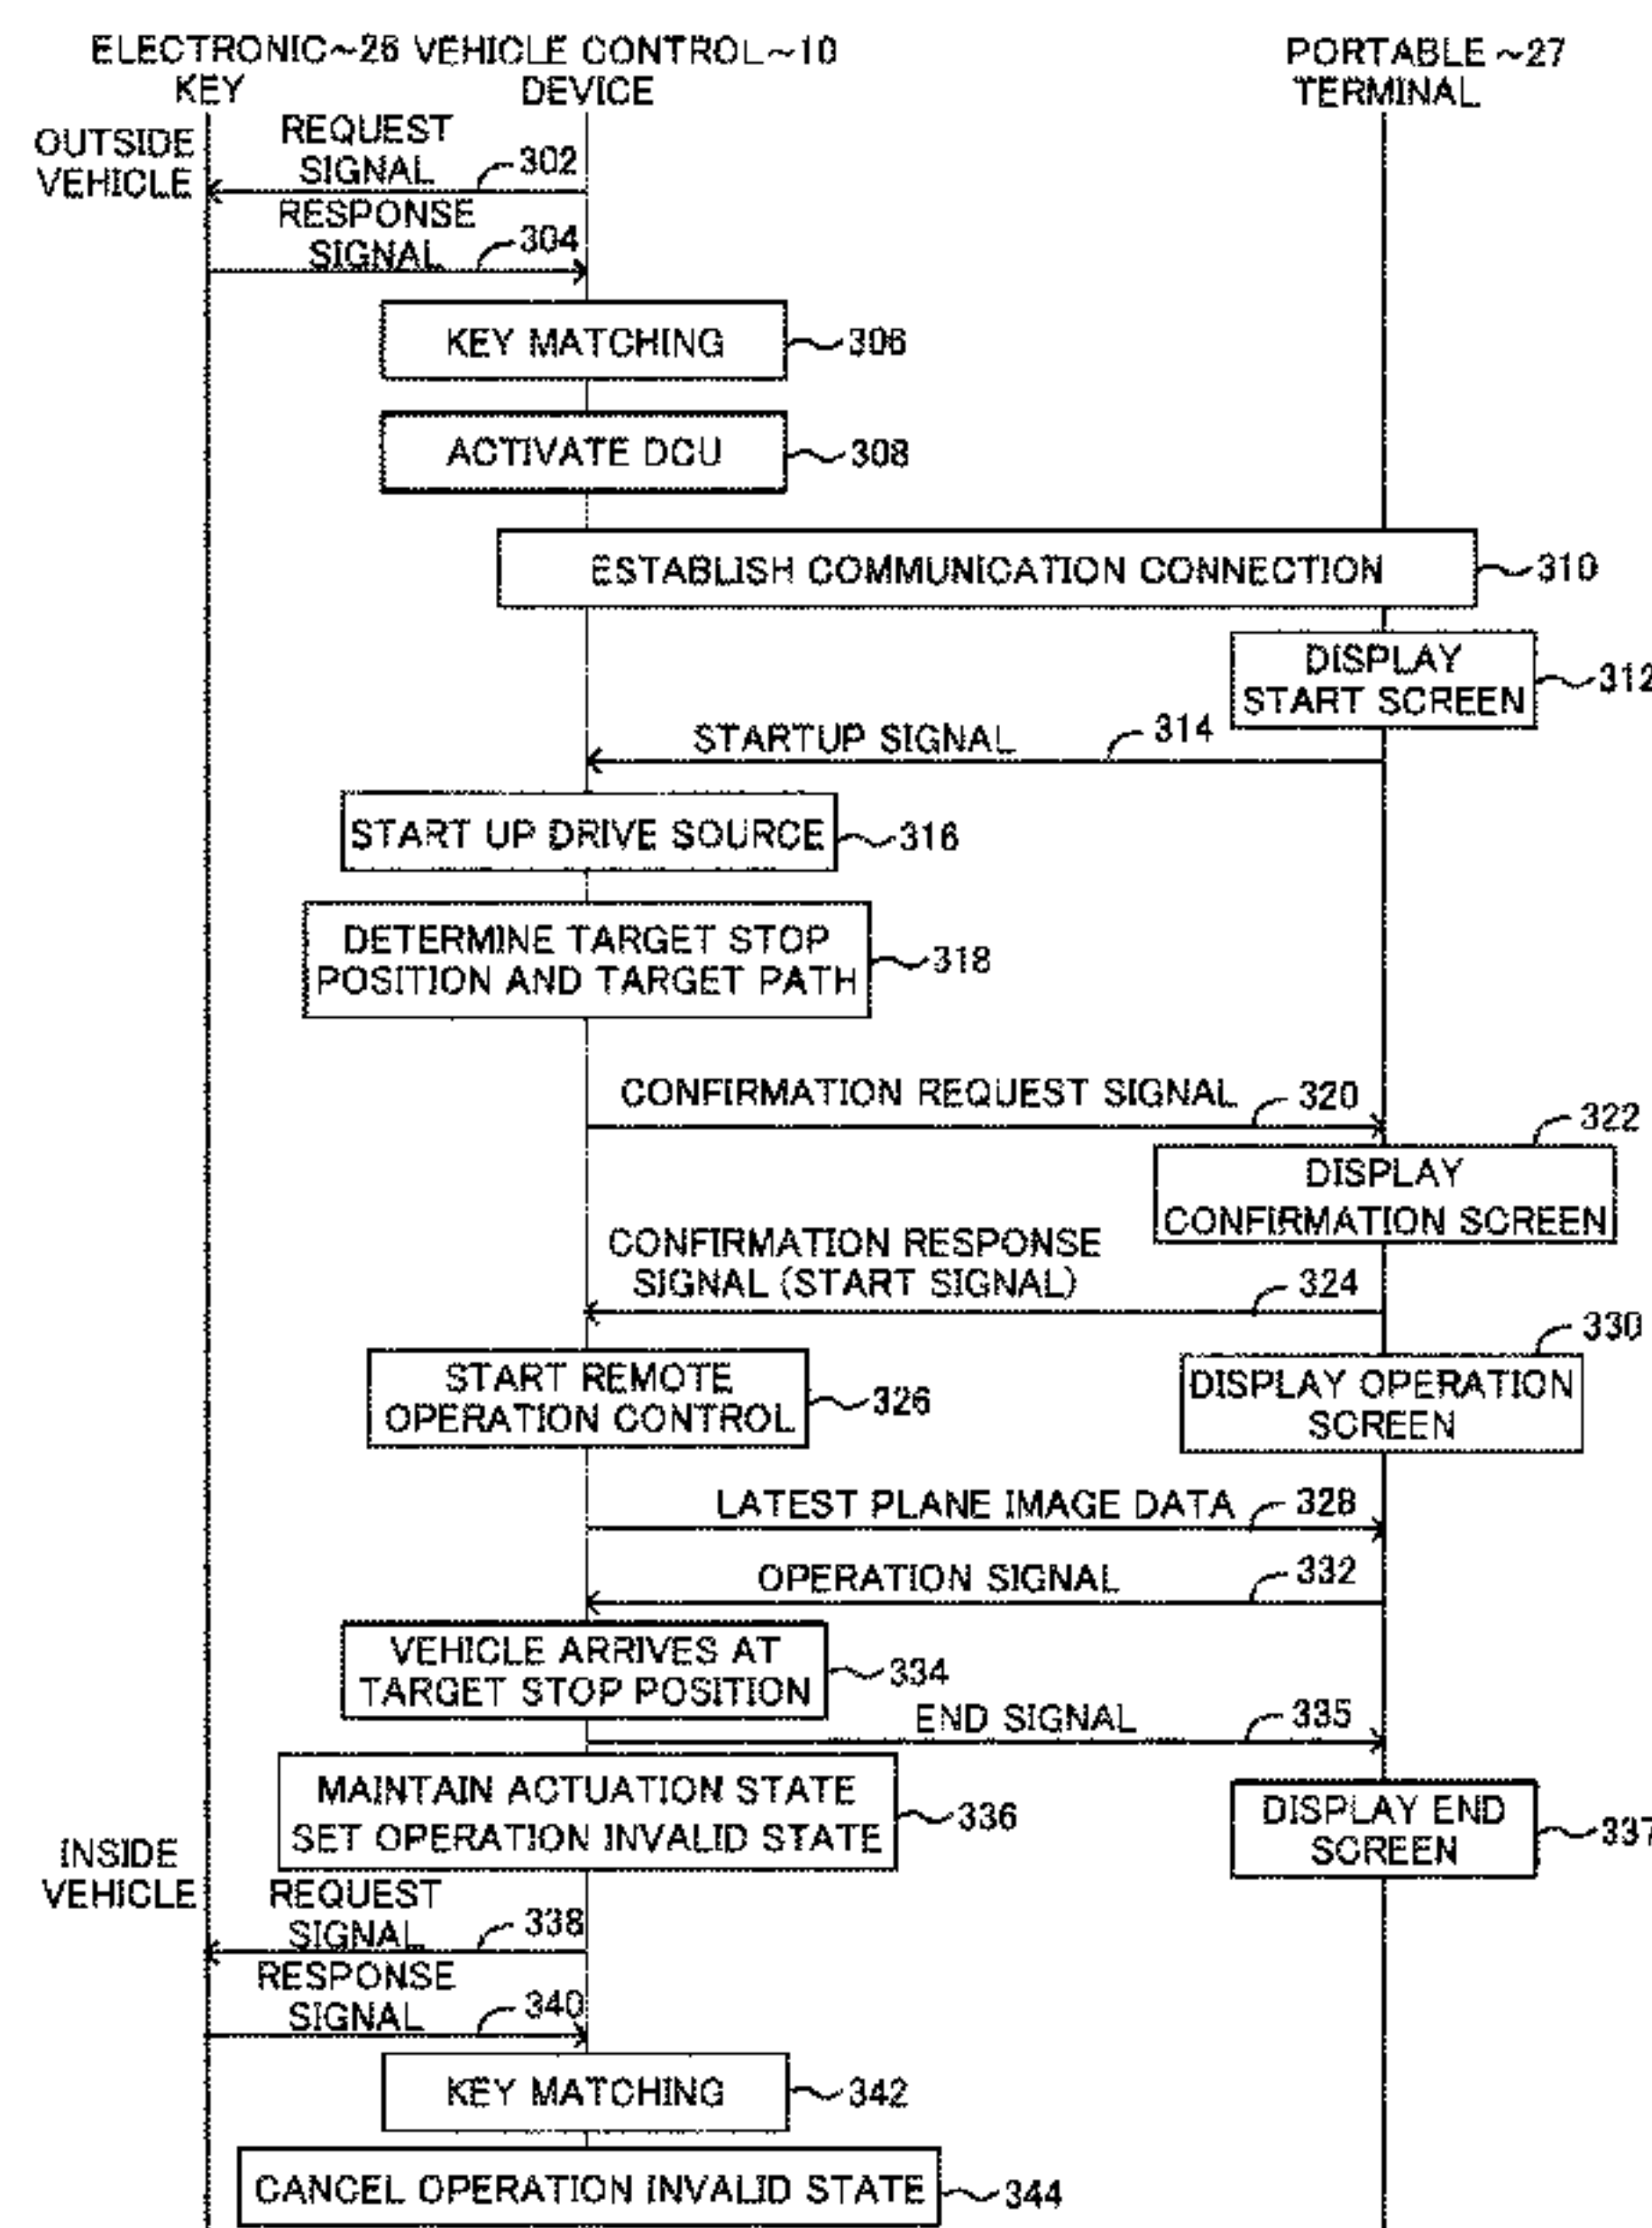 ELECTRONIC~26 VEHICLE CONTROL~10
KEY
DEVICE
PORTABLE ~27
TERMINAL
OUTSIDE
VEHICLE
REQUEST
SIGNAL
302
RESPONSE
SIGNAL
304
KEY MATCHING
306
ACTIVATE DCU
308
ESTABLISH COMMUNICATION CONNECTION
310
DISPLAY
START SCREEN
312
STARTUP SIGNAL
314
START UP DRIVE SOURCE
316
DETERMINE TARGET STOP
POSITION AND TARGET PATH
318
CONFIRMATION REQUEST SIGNAL
320
322
DISPLAY
CONFIRMATION SCREEN
CONFIRMATION RESPONSE
SIGNAL (START SIGNAL)
324
START REMOTE
OPERATION CONTROL
326
330
DISPLAY OPERATION
SCREEN
LATEST PLANE IMAGE DATA
328
OPERATION SIGNAL
332
VEHICLE ARRIVES AT
TARGET STOP POSITION
334
END SIGNAL
335
MAINTAIN ACTUATION STATE
SET OPERATION INVALID STATE
336
DISPLAY END
SCREEN
337
INSIDE
VEHICLE
REQUEST
SIGNAL
338
RESPONSE
SIGNAL
340
KEY MATCHING
342
CANCEL OPERATION INVALID STATE
344